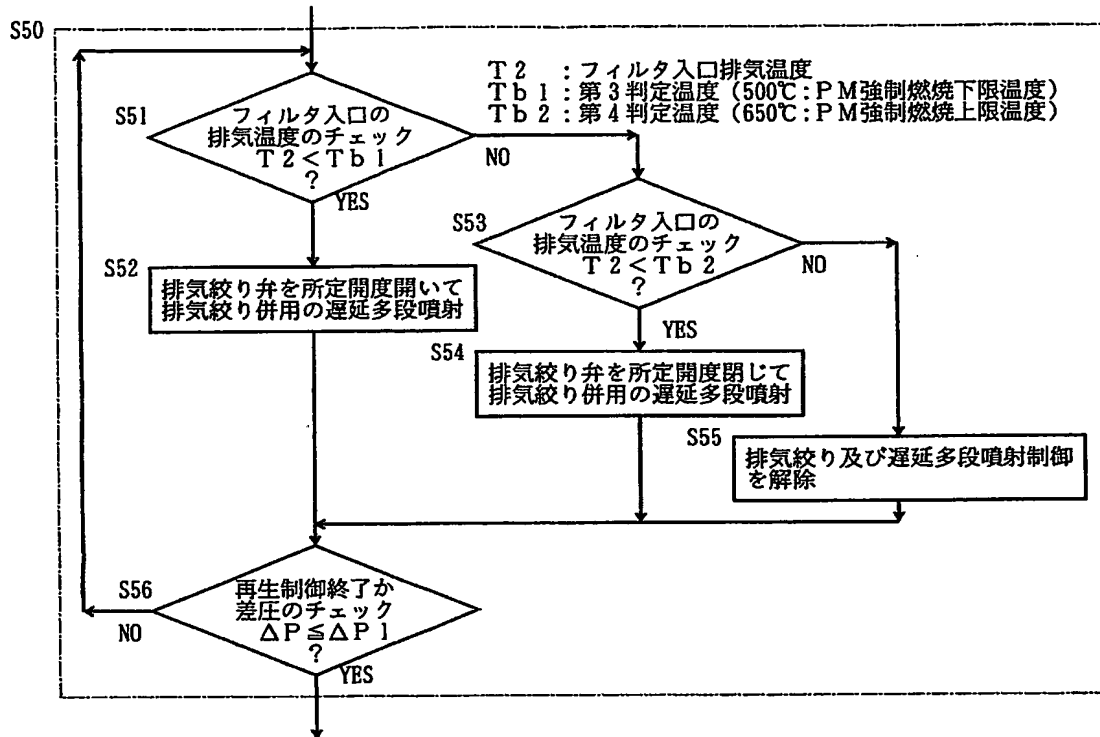 S50
T2 :フィルタ入口排気温度
Tb1:第3判定温度(500℃:PM強制燃焼下限温度)
Tb2:第4判定温度(650℃:PM強制燃焼上限温度)
S51
フィルタ入口の
排気温度のチェック
T2<Tb1
?
NO
YES
S53
フィルタ入口の
排気温度のチェック
T2<Tb2
?
NO
YES
S52
排気絞り弁を所定開度開いて
排気絞り併用の遅延多段噴射
S54
排気絞り弁を所定開度閉じて
排気絞り併用の遅延多段噴射
S55
排気絞り及び遅延多段噴射制御
を解除
S56
再生制御終了か
差圧のチェック
ΔP≦ΔP1
?
NO
YES